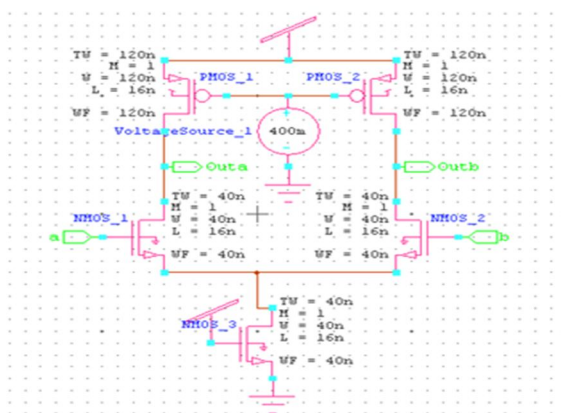 TW = 120n
M = 1
W = 120n
L = 16n
WF = 120n
PMOS_1
PMOS_2
TW = 120n
M = 1
W = 120n
L = 16n
WF = 120n
VoltageSource_1
400m
Outa
Outb
TW = 40n
M = 1
W = 40n
L = 16n
WF = 40n
NMOS_1
a
TW = 40n
M = 1
W = 40n
L = 16n
WF = 40n
NMOS_2
b
NMOS_3
TW = 40n
M = 1
W = 40n
L = 16n
WF = 40n